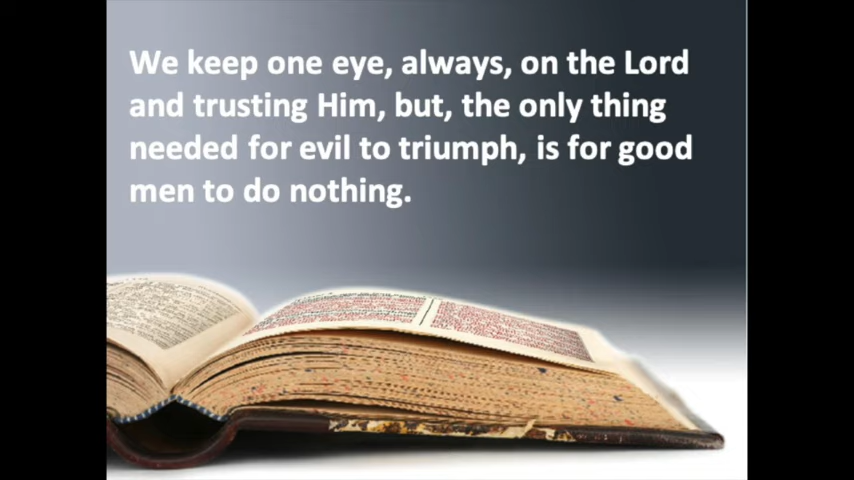 We keep one eye, always, on the Lord
and trusting Him, but, the only thing
needed for evil to triumph, is for good
men to do nothing.